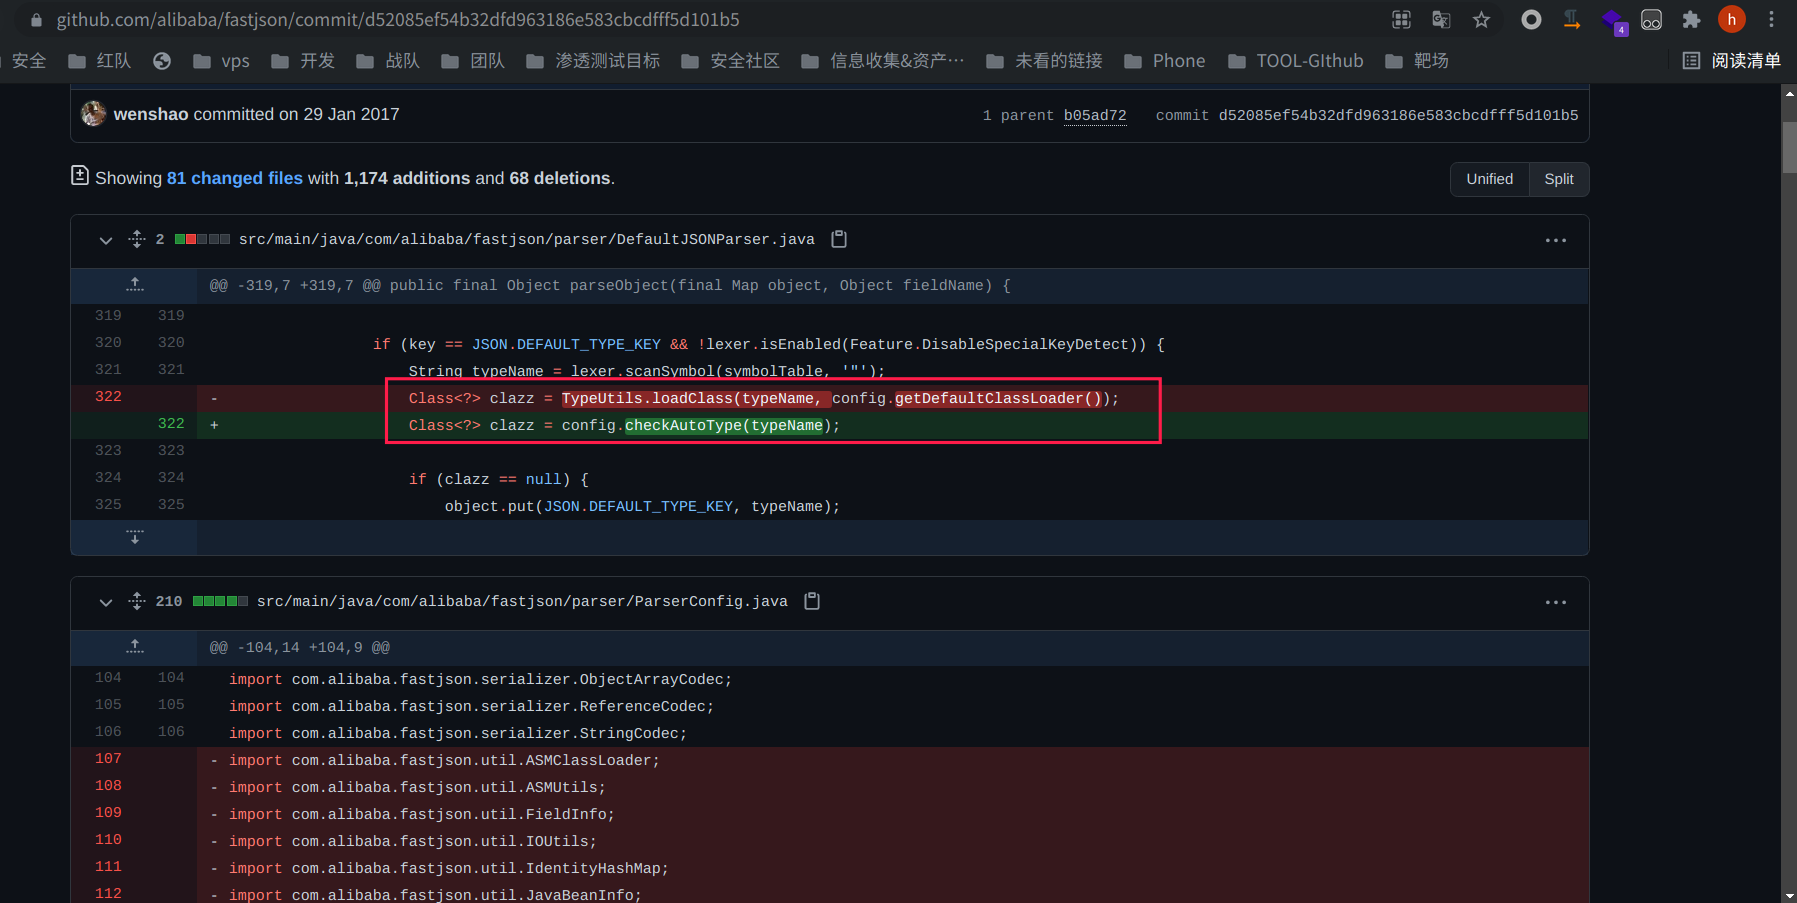 github.com/alibaba/fastjson/commit/d52085ef54b32dfd963186e583cbcdfff5d101b5
4
h
安全 红队 vps 开发 战队 团队 渗透测试目标 安全社区 信息收集&资产… 未看的链接 Phone TOOL-GIthub 靶场 阅读清单
wenshao committed on 29 Jan 2017 1 parent b05ad72 commit d52085ef54b32dfd963186e583cbcdfff5d101b5
Showing 81 changed files with 1,174 additions and 68 deletions. Unified Split
2 src/main/java/com/alibaba/fastjson/parser/DefaultJSONParser.java
@@ -319,7 +319,7 @@ public final Object parseObject(final Map object, Object fieldName) {
319 319
320 320 if (key == JSON.DEFAULT_TYPE_KEY && !lexer.isEnabled(Feature.DisableSpecialKeyDetect)) {
321 321 String typeName = lexer.scanSymbol(symbolTable, '"');
322 - Class<?> clazz = TypeUtils.loadClass(typeName, config.getDefaultClassLoader());
322 + Class<?> clazz = config.checkAutoType(typeName);
323 323
324 324 if (clazz == null) {
325 325 object.put(JSON.DEFAULT_TYPE_KEY, typeName);
210 src/main/java/com/alibaba/fastjson/parser/ParserConfig.java
@@ -104,14 +104,9 @@
104 104 import com.alibaba.fastjson.serializer.ObjectArrayCodec;
105 105 import com.alibaba.fastjson.serializer.ReferenceCodec;
106 106 import com.alibaba.fastjson.serializer.StringCodec;
107 - import com.alibaba.fastjson.util.ASMClassLoader;
108 - import com.alibaba.fastjson.util.ASMUtils;
109 - import com.alibaba.fastjson.util.FieldInfo;
110 - import com.alibaba.fastjson.util.IOUtils;
111 - import com.alibaba.fastjson.util.IdentityHashMap;
112 - import com.alibaba.fastjson.util.JavaBeanInfo;